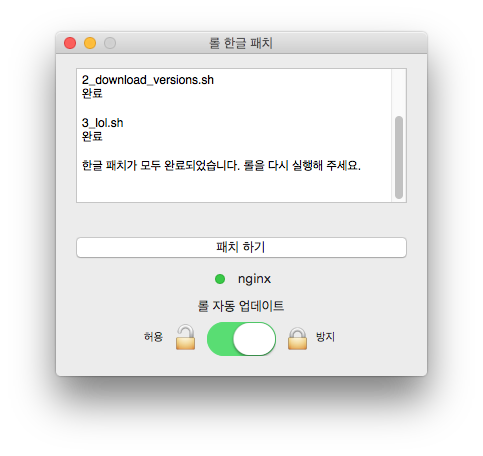 롤 한글 패치
2_download_versions.sh
완료
3_lol.sh
완료
한글 패치가 모두 완료되었습니다. 롤을 다시 실행해 주세요.
패치 하기
nginx
롤 자동 업데이트
허용
방지